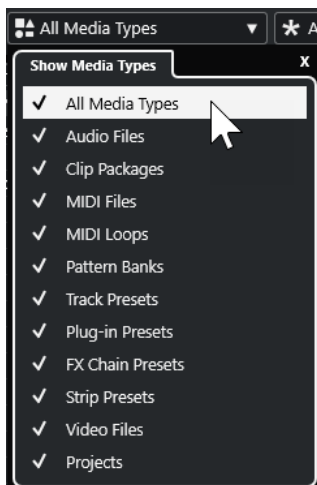 All Media Types
A
Show Media Types
x
All Media Types
Audio Files
Clip Packages
MIDI Files
MIDI Loops
Pattern Banks
Track Presets
Plug-in Presets
FX Chain Presets
Strip Presets
Video Files
Projects